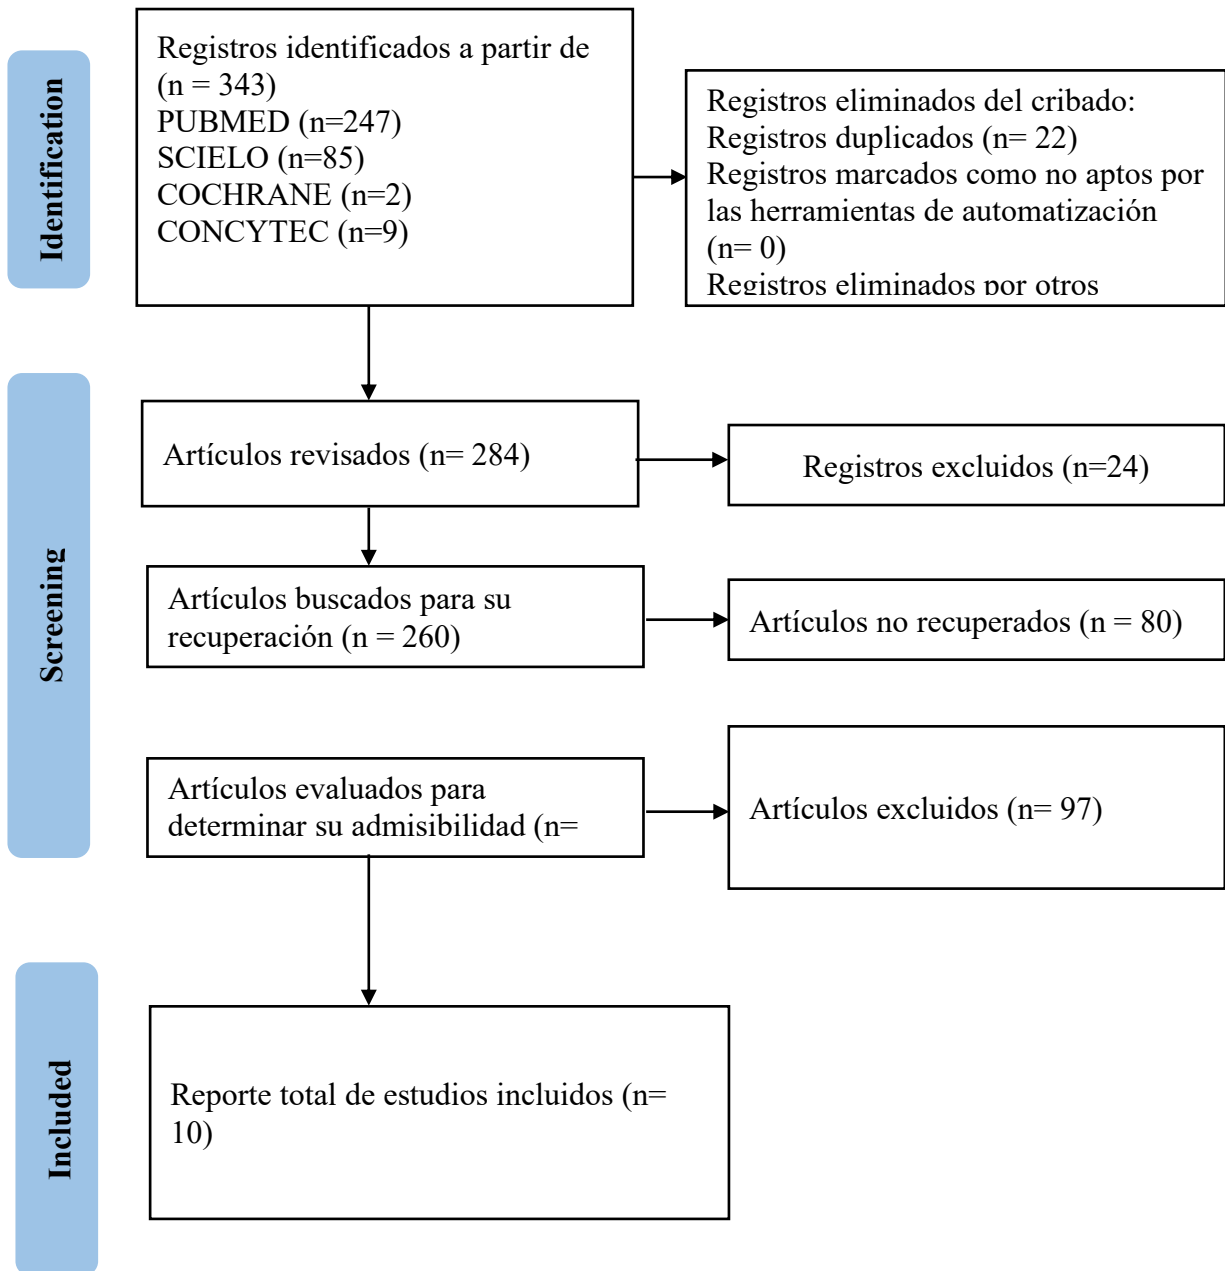 Identification
Registros identificados a partir de
(n = 343)
PUBMED (n=247)
SCIELO (n=85)
COCHRANE (n=2)
CONCYTEC (n=9)
Registros eliminados del cribado:
Registros duplicados (n= 22)
Registros marcados como no aptos por
las herramientas de automatización
(n= 0)
Registros eliminados por otros
Screening
Artículos revisados (n= 284)
Registros excluidos (n=24)
Artículos buscados para su
recuperación (n = 260)
Artículos no recuperados (n = 80)
Artículos evaluados para
determinar su admisibilidad (n=
Artículos excluidos (n= 97)
Included
Reporte total de estudios incluidos (n=
10)